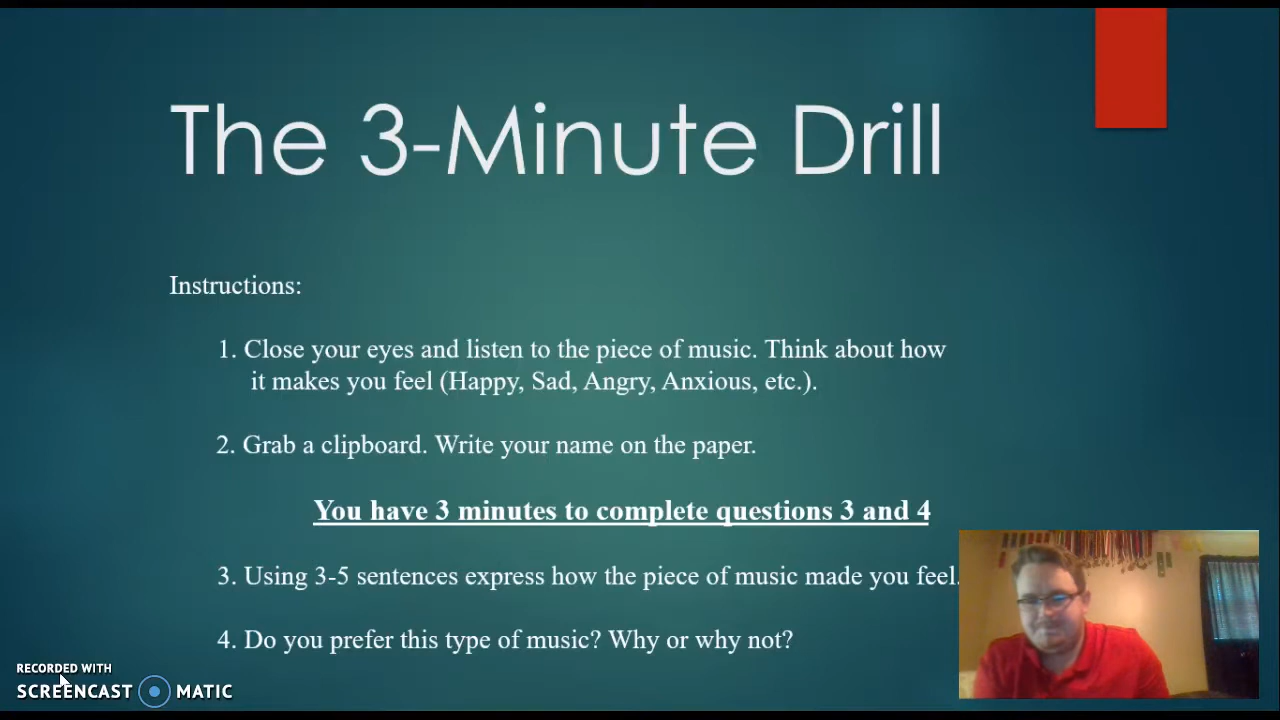 The 3-Minute Drill
Instructions:
1. Close your eyes and listen to the piece of music. Think about how
it makes you feel (Happy, Sad, Angry, Anxious, etc.).
2. Grab a clipboard. Write your name on the paper.
You have 3 minutes to complete questions 3 and 4
3. Using 3-5 sentences express how the piece of music made you feel.
4. Do you prefer this type of music? Why or why not?
RECORDED WITH
SCREENCAST MATIC